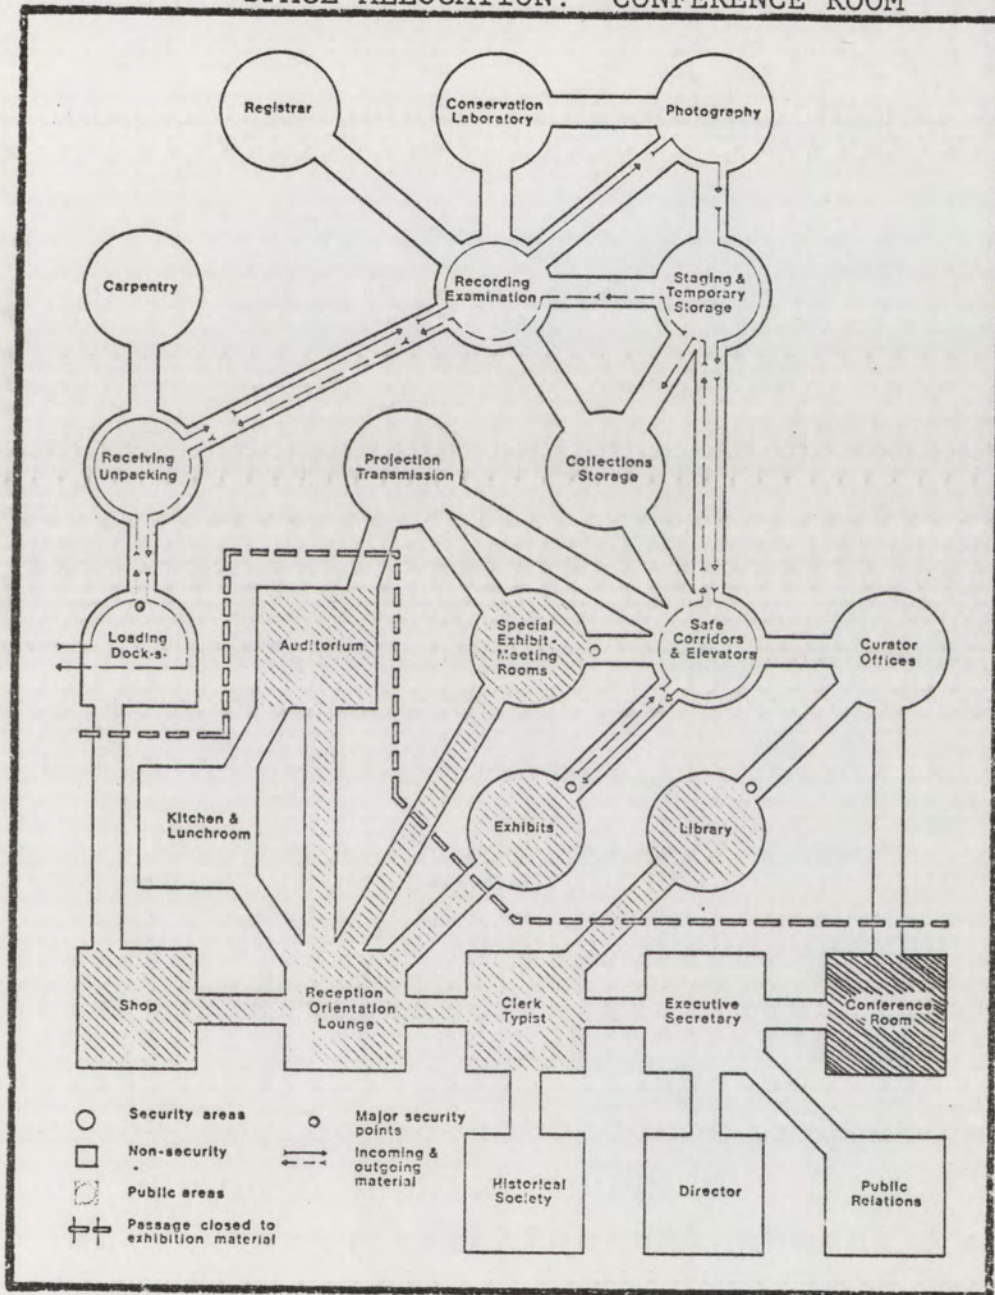 SPACE ALLOCATION: CONFERENCE ROOM
Registrar
Conservation
Laboratory
Photography
Carpentry
Recording
Examination
Staging &
Temporary
Storage
Receiving
Unpacking
Projection
Transmission
Collections
Storage
Loading
Dock-s-
Auditorium
Special
Exhibit-
Meeting
Rooms
Safe
Corridors
& Elevators
Curator
Offices
Kitchen &
Lunchroom
Exhibits
Library
Shop
Reception
Orientation
Lounge
Clerk
Typist
Executive
Secretary
Conference
Room
Historical
Society
Director
Public
Relations
Security areas
Non-security
Public areas
Passage closed to
exhibition material
Major security
points
Incoming &
outgoing
material